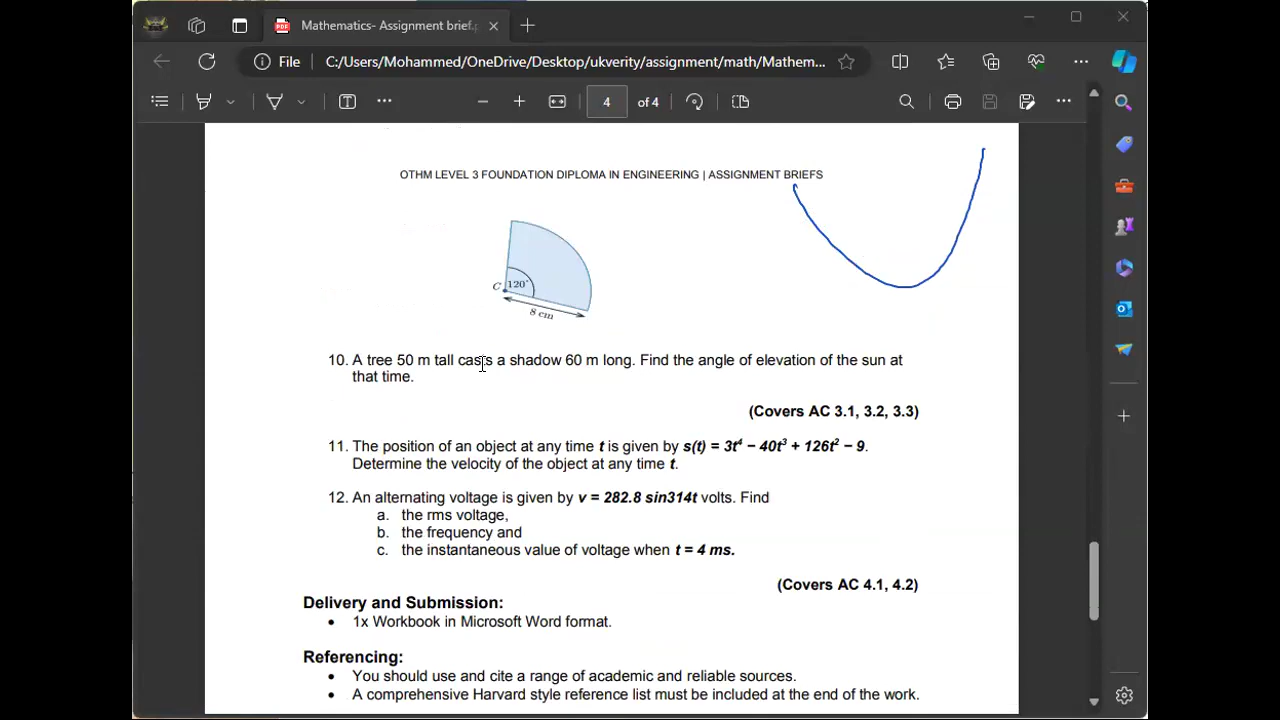 Mathematics- Assignment brief.p
File C:/Users/Mohammed/OneDrive/Desktop/ukverity/assignment/math/Mathem...
4 of 4
OTHM LEVEL 3 FOUNDATION DIPLOMA IN ENGINEERING | ASSIGNMENT BRIEFS
C 120°
8 cm
10. A tree 50 m tall casts a shadow 60 m long. Find the angle of elevation of the sun at
that time.
(Covers AC 3.1, 3.2, 3.3)
11. The position of an object at any time t is given by s(t) = 3t⁴ − 40t³ + 126t² − 9.
Determine the velocity of the object at any time t.
12. An alternating voltage is given by v = 282.8 sin314t volts. Find
a. the rms voltage,
b. the frequency and
c. the instantaneous value of voltage when t = 4 ms.
(Covers AC 4.1, 4.2)
Delivery and Submission:
• 1x Workbook in Microsoft Word format.
Referencing:
• You should use and cite a range of academic and reliable sources.
• A comprehensive Harvard style reference list must be included at the end of the work.